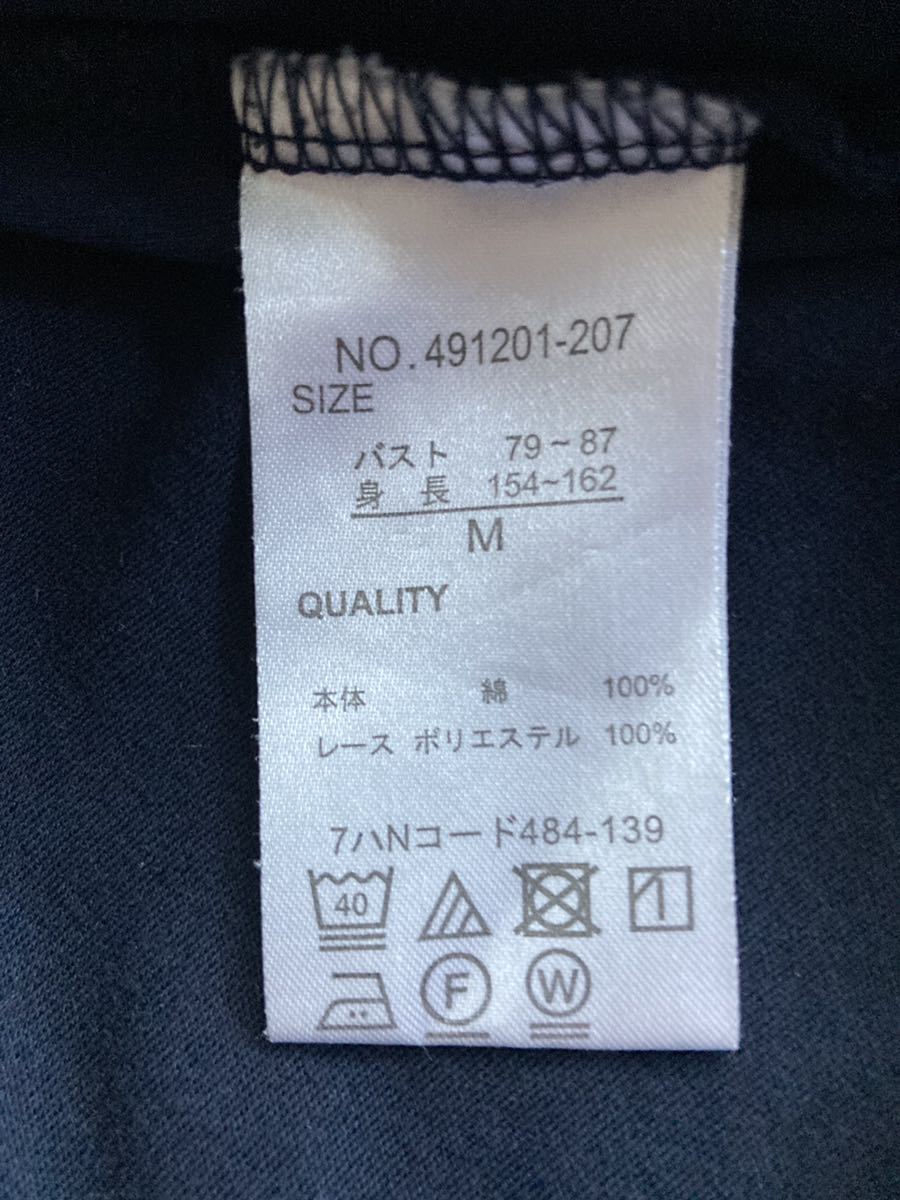 NO. 491201-207
SIZE
バスト 79~87
身 長 154~162
M
QUALITY
本体 綿 100%
レース ポリエステル 100%
7ハNコード484-139
40
F W